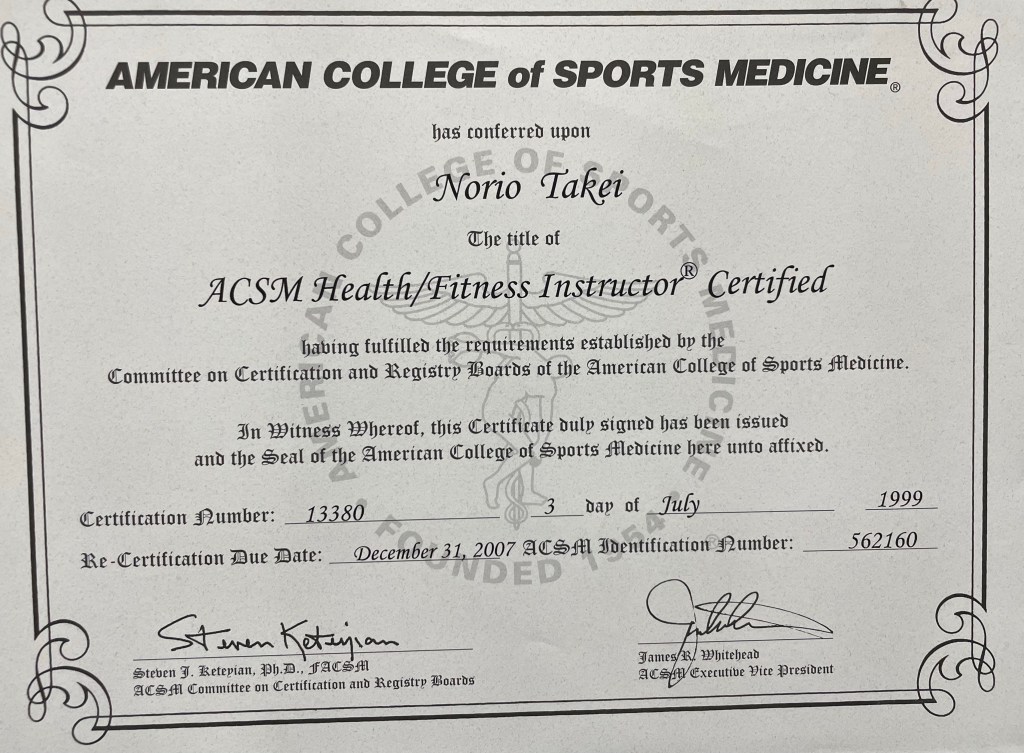 AMERICAN COLLEGE of SPORTS MEDICINE®
has conferred upon
Norio Takei
The title of
ACSM Health/Fitness Instructor® Certified
having fulfilled the requirements established by the
Committee on Certification and Registry Boards of the American College of Sports Medicine.
In Witness Whereof, this Certificate duly signed has been issued
and the Seal of the American College of Sports Medicine here unto affixed.
Certification Number: 13380 3 day of July 1999
Re-Certification Due Date: December 31, 2007 ACSM Identification Number: 562160
Steven Keteyian
Steven J. Keteyian, Ph.D., FACSM
ACSM Committee on Certification and Registry Boards
James R. Whitehead
ACSM Executive Vice President
AMERICAN COLLEGE OF SPORTS MEDICINE
• FOUNDED 1954 •
®